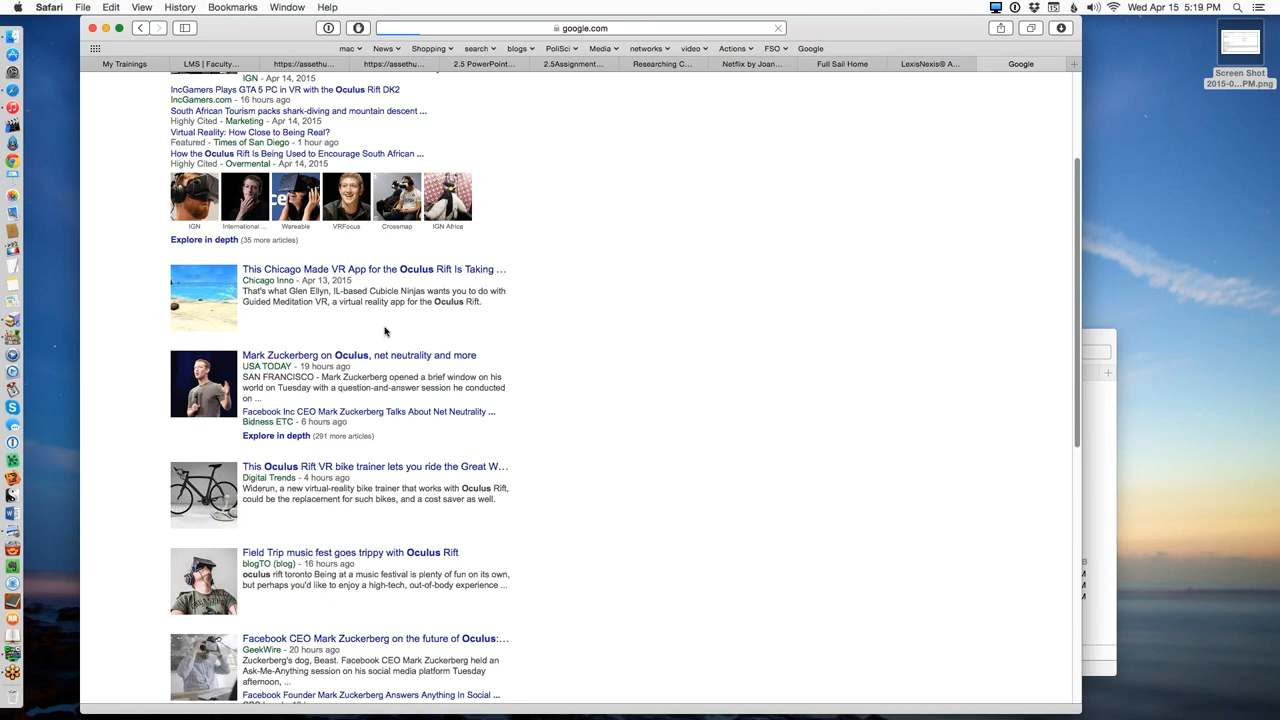 Safari File Edit View History Bookmarks Window Help
Wed Apr 15 5:19 PM
google.com
mac News Shopping search blogs PoliSci Media networks video Actions FSO Google
My Trainings LMS | Faculty... https://assethu... https://assethu... 2.5 PowerPoint... 2.5Assignment... Researching C... Netflix by Joan... Full Sail Home LexisNexis® A... Google
Screen Shot
2015-0...PM.png
IGN - Apr 14, 2015
IncGamers Plays GTA 5 PC in VR with the Oculus Rift DK2
IncGamers.com - 16 hours ago
South African Tourism packs shark-diving and mountain descent ...
Highly Cited - Marketing - Apr 14, 2015
Virtual Reality: How Close to Being Real?
Featured - Times of San Diego - 1 hour ago
How the Oculus Rift Is Being Used to Encourage South African ...
Highly Cited - Overmental - Apr 14, 2015
IGN International ... Wareable VRFocus Crossmap IGN Africa
Explore in depth (35 more articles)
This Chicago Made VR App for the Oculus Rift Is Taking ...
Chicago Inno - Apr 13, 2015
That's what Glen Ellyn, IL-based Cubicle Ninjas wants you to do with
Guided Meditation VR, a virtual reality app for the Oculus Rift.
Mark Zuckerberg on Oculus, net neutrality and more
USA TODAY - 19 hours ago
SAN FRANCISCO - Mark Zuckerberg opened a brief window on his
world on Tuesday with a question-and-answer session he conducted
on ...
Facebook Inc CEO Mark Zuckerberg Talks About Net Neutrality ...
Bidness ETC - 6 hours ago
Explore in depth (291 more articles)
This Oculus Rift VR bike trainer lets you ride the Great W...
Digital Trends - 4 hours ago
Widerun, a new virtual-reality bike trainer that works with Oculus Rift,
could be the replacement for such bikes, and a cost saver as well.
Field Trip music fest goes trippy with Oculus Rift
blogTO (blog) - 16 hours ago
oculus rift toronto Being at a music festival is plenty of fun on its own,
but perhaps you'd like to enjoy a high-tech, out-of-body experience ...
Facebook CEO Mark Zuckerberg on the future of Oculus:...
GeekWire - 20 hours ago
Zuckerberg's dog, Beast. Facebook CEO Mark Zuckerberg held an
Ask-Me-Anything session on his social media platform Tuesday
afternoon, ...
Facebook Founder Mark Zuckerberg Answers Anything In Social ...